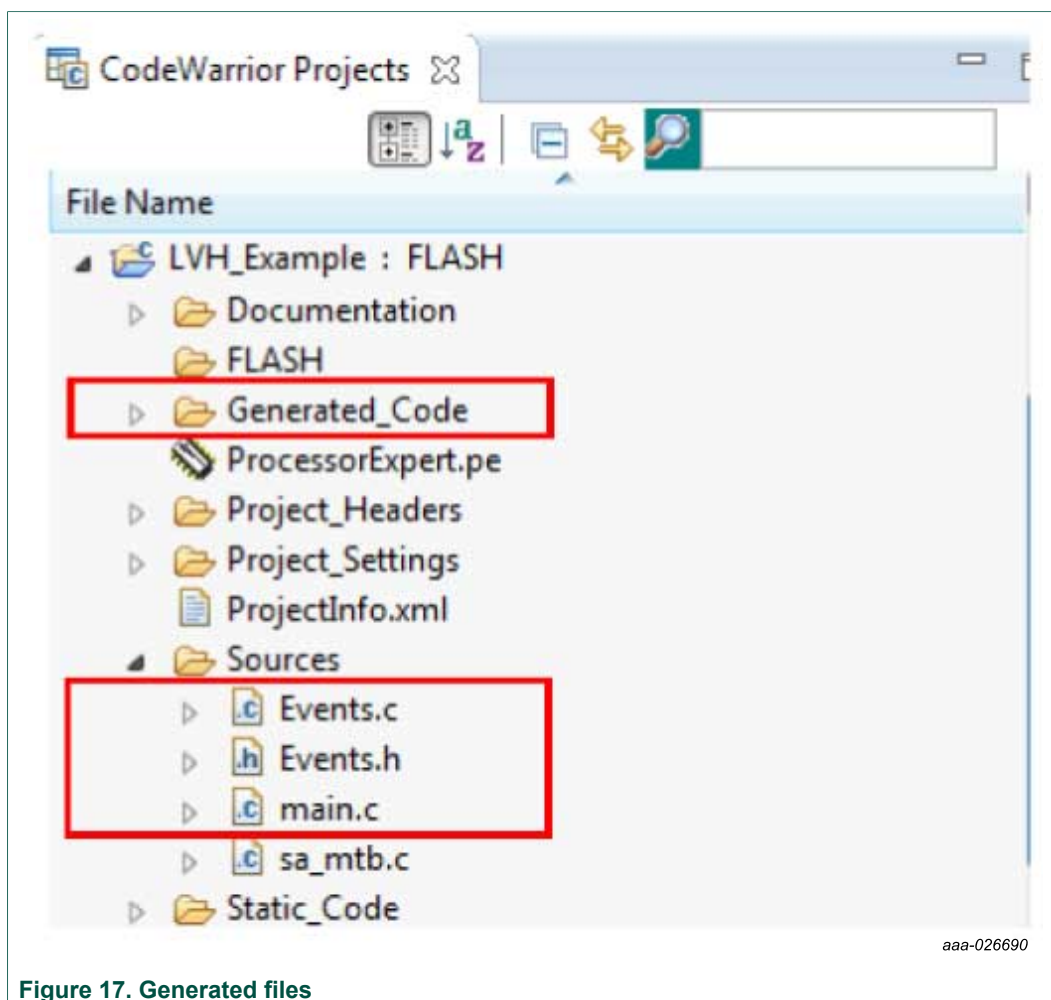 CodeWarrior Projects
File Name
LVH_Example : FLASH
Documentation
FLASH
Generated_Code
ProcessorExpert.pe
Project_Headers
Project_Settings
ProjectInfo.xml
Sources
Events.c
Events.h
main.c
sa_mtb.c
Static_Code
aaa-026690
Figure 17. Generated files